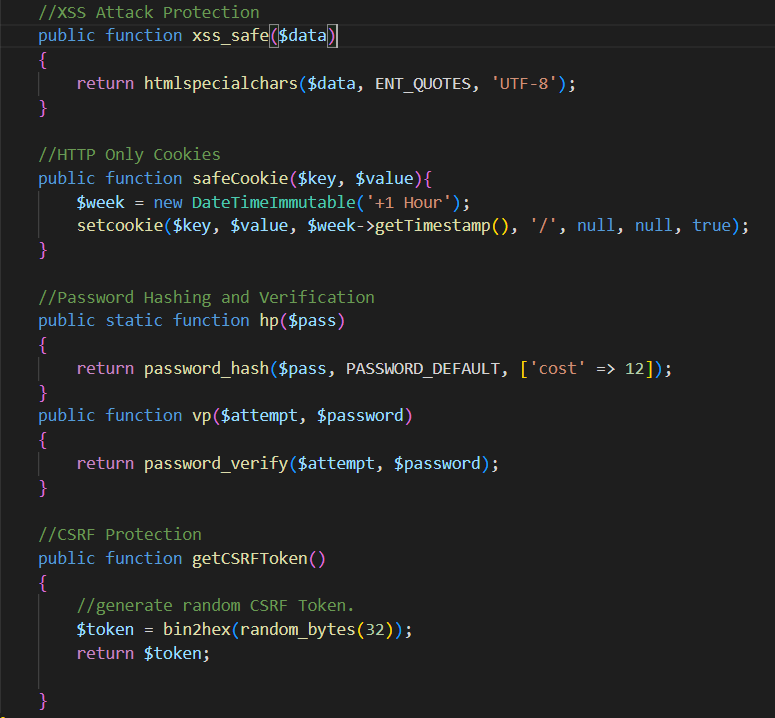 //XSS Attack Protection
public function xss_safe($data)
{
return htmlspecialchars($data, ENT_QUOTES, 'UTF-8');
}
//HTTP Only Cookies
public function safeCookie($key, $value){
$week = new DateTimeImmutable('+1 Hour');
setcookie($key, $value, $week->getTimestamp(), '/', null, null, true);
}
//Password Hashing and Verification
public static function hp($pass)
{
return password_hash($pass, PASSWORD_DEFAULT, ['cost' => 12]);
}
public function vp($attempt, $password)
{
return password_verify($attempt, $password);
}
//CSRF Protection
public function getCSRFToken()
{
//generate random CSRF Token.
$token = bin2hex(random_bytes(32));
return $token;
}